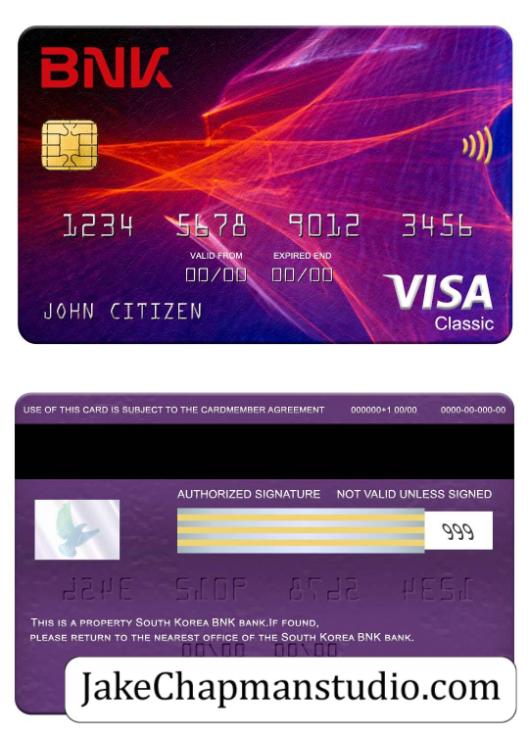 BNK
1234 5678 9012 3456
VALID FROM EXPIRED END
00/00 00/00
JOHN CITIZEN
VISA
Classic
USE OF THIS CARD IS SUBJECT TO THE CARDMEMBER AGREEMENT 000000+1 00/00 0000-00-000-00
AUTHORIZED SIGNATURE NOT VALID UNLESS SIGNED
999
THIS IS A PROPERTY SOUTH KOREA BNK BANK.IF FOUND,
PLEASE RETURN TO THE NEAREST OFFICE OF THE SOUTH KOREA BNK BANK.
JakeChapmanstudio.com